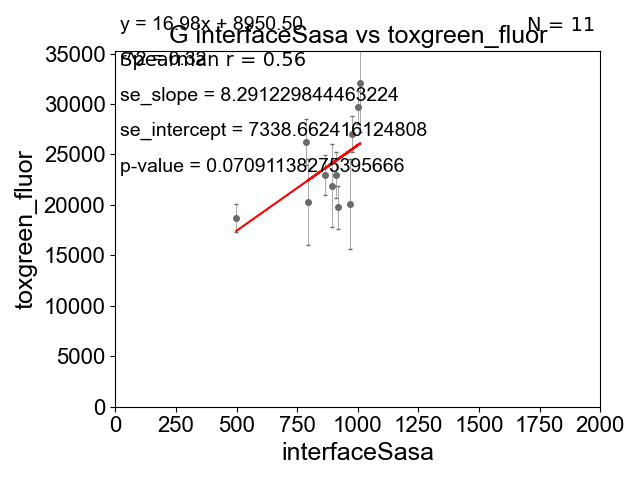 y = 16.98x + 8950.50
N = 11
G interfaceSasa vs toxgreen_fluor
r^2 = 0.32
Spearman r = 0.56
se_slope = 8.291229844463224
se_intercept = 7338.662416124808
p-value = 0.07091138275395666
35000
30000
25000
20000
15000
10000
5000
0
toxgreen_fluor
0 250 500 750 1000 1250 1500 1750 2000
interfaceSasa